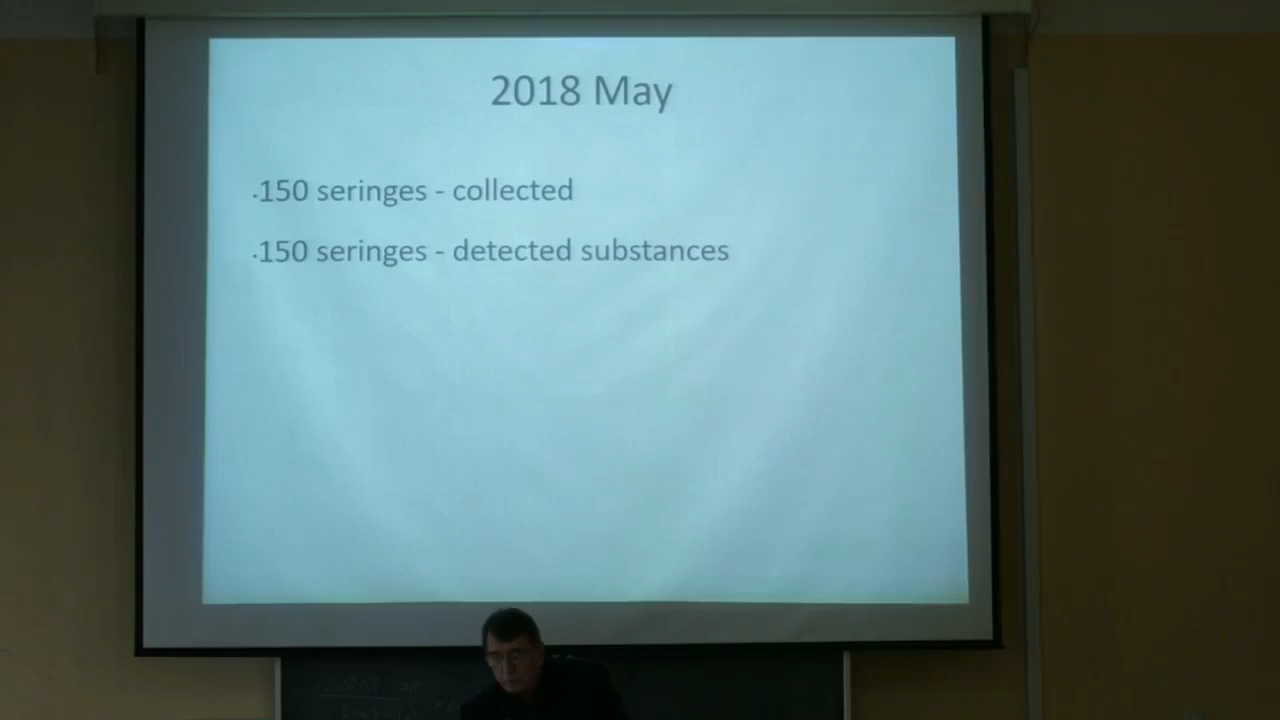 2018 May
·150 seringes - collected
·150 seringes - detected substances